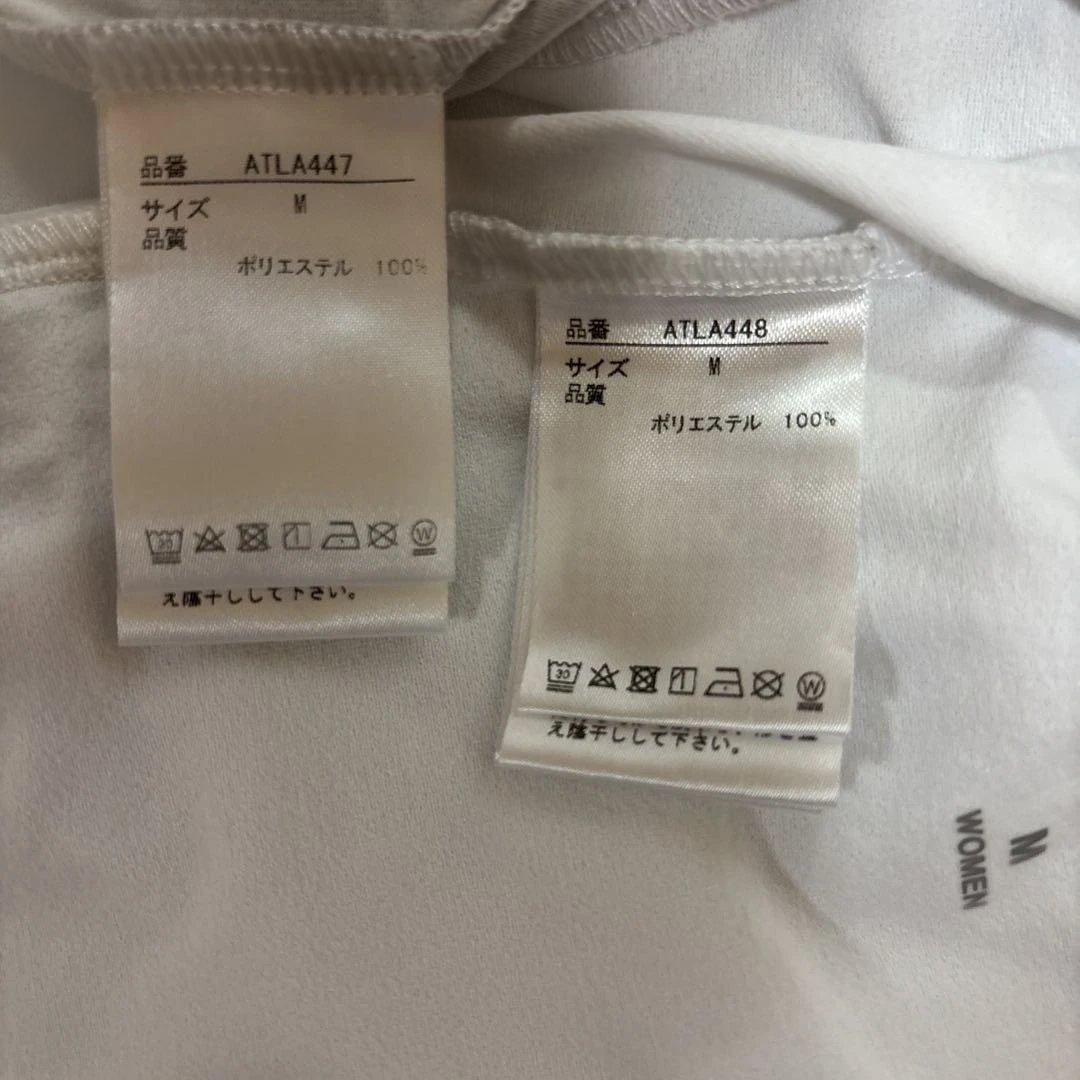 品番 ATLA447
サイズ M
品質
ポリエステル 100%
30
W
え陰干しして下さい。
品番 ATLA448
サイズ M
品質
ポリエステル 100%
30
W
え陰干しして下さい。
M
WOMEN